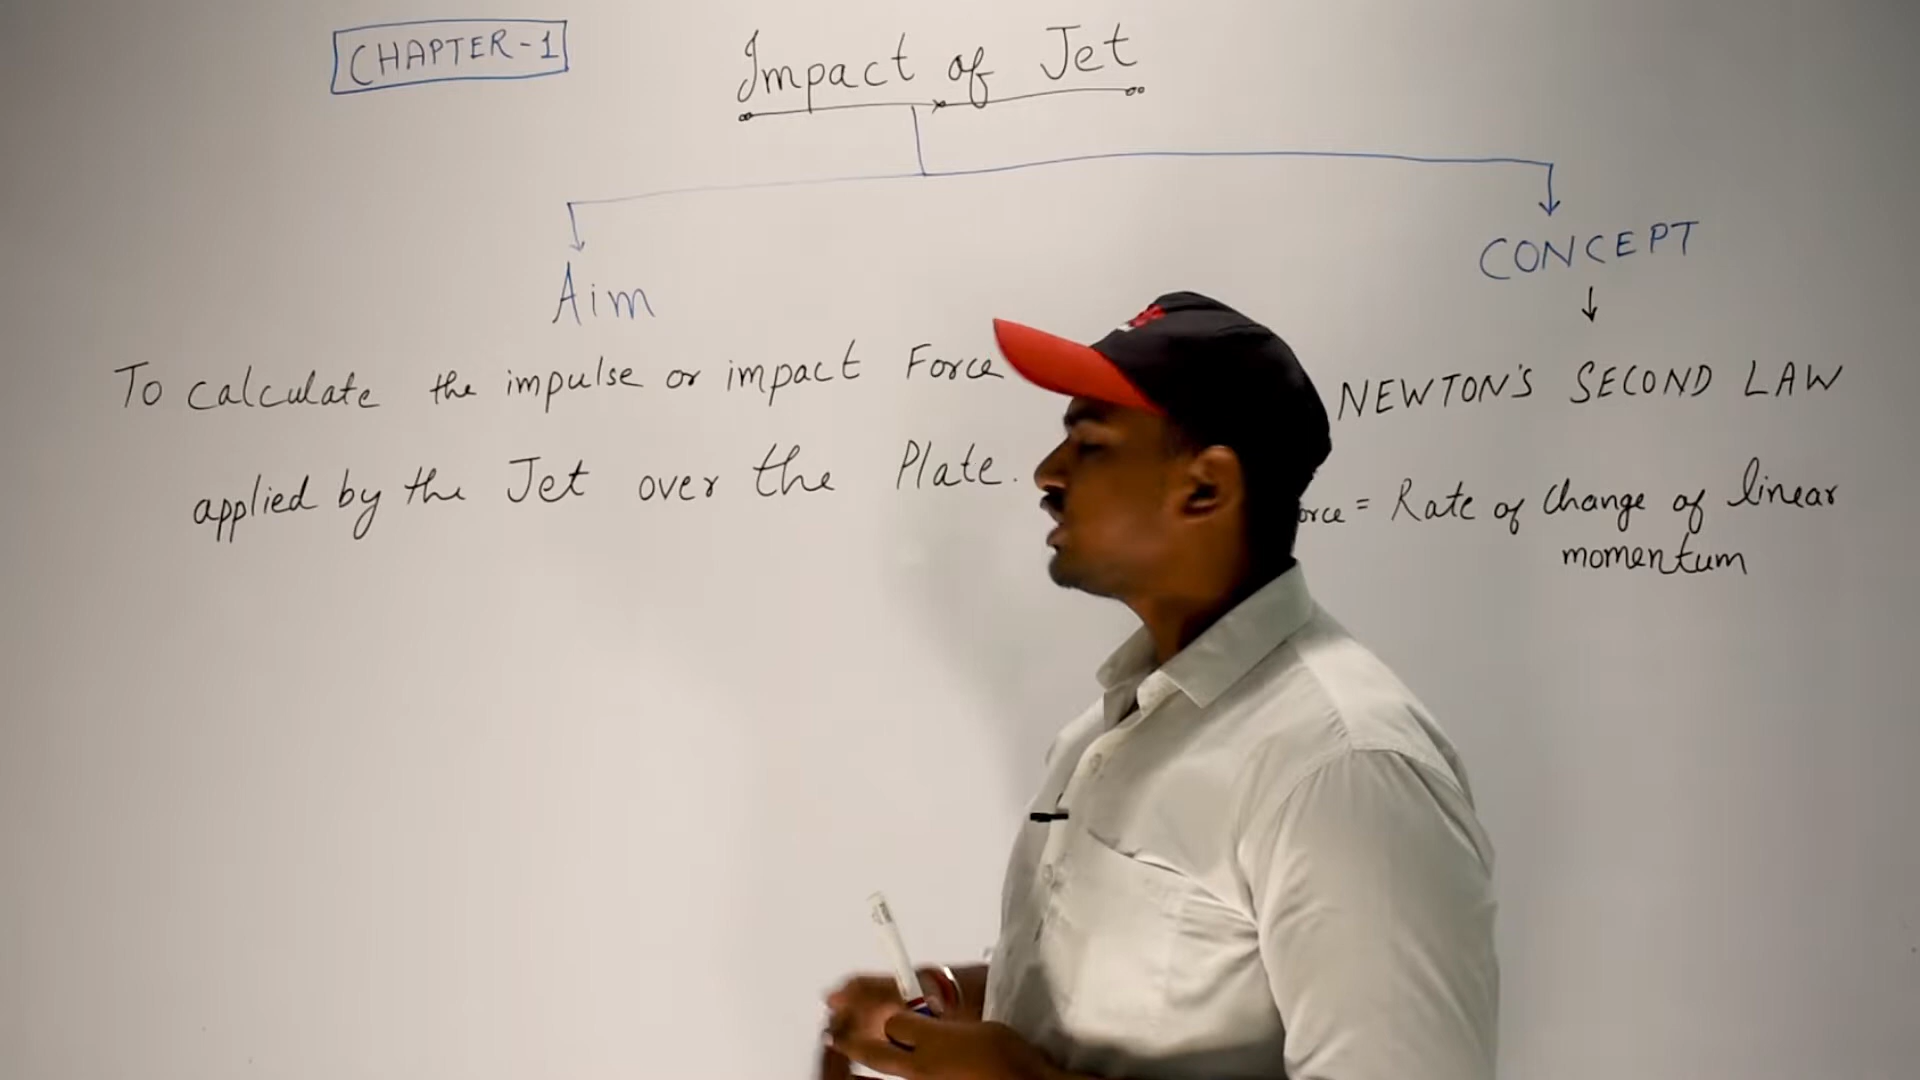 CHAPTER-1
Impact of Jet
Aim
To calculate the impulse or impact Force
applied by the Jet over the Plate.
CONCEPT
NEWTON'S SECOND LAW
orce = Rate of Change of linear
momentum